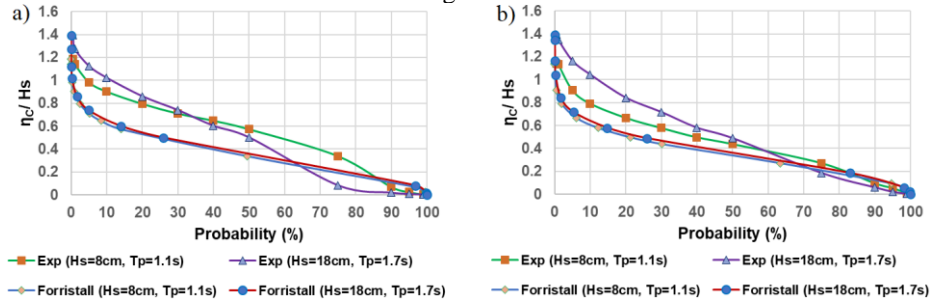 a)
1.6
1.4
1.2
1
0.8
0.6
0.4
0.2
0
ηc/ Hs
0 10 20 30 40 50 60 70 80 90 100
Probability (%)
Exp (Hs=8cm, Tp=1.1s)
Exp (Hs=18cm, Tp=1.7s)
Forristall (Hs=8cm, Tp=1.1s)
Forristall (Hs=18cm, Tp=1.7s)
b)
1.6
1.4
1.2
1
0.8
0.6
0.4
0.2
0
ηc/ Hs
0 10 20 30 40 50 60 70 80 90 100
Probability (%)
Exp (Hs=8cm, Tp=1.1s)
Exp (Hs=18cm, Tp=1.7s)
Forristall (Hs=8cm, Tp=1.1s)
Forristall (Hs=18cm, Tp=1.7s)